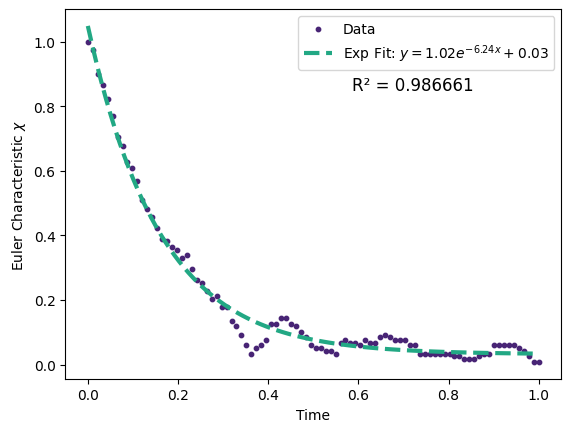 Data
Exp Fit: y = 1.02e^{-6.24x} + 0.03
R² = 0.986661
Euler Characteristic χ
1.0
0.8
0.6
0.4
0.2
0.0
0.0 0.2 0.4 0.6 0.8 1.0
Time